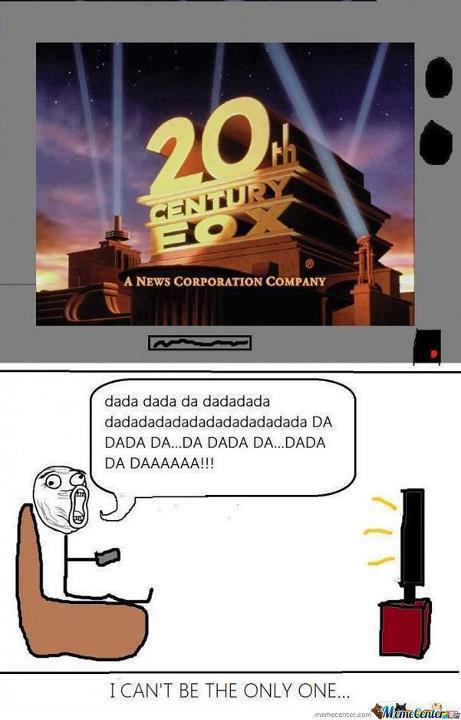 20th
CENTURY
FOX
®
A NEWS CORPORATION COMPANY
dada dada da dadadada
dadadadadadadadadadadada DA
DADA DA...DA DADA DA...DADA
DA DAAAAAA!!!
I CAN'T BE THE ONLY ONE...
memecenter.com MemeCenter